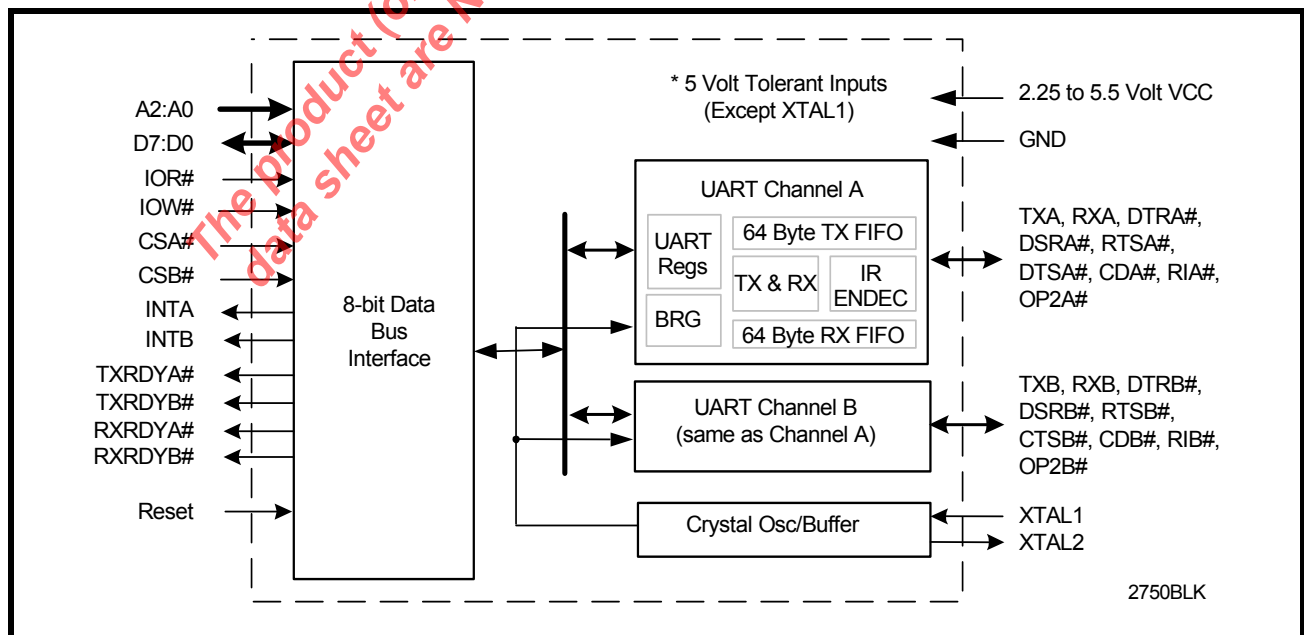 The product (o
data sheet are N
* 5 Volt Tolerant Inputs
(Except XTAL1)
2.25 to 5.5 Volt VCC
GND
A2:A0
D7:D0
IOR#
IOW#
CSA#
CSB#
INTA
INTB
TXRDYA#
TXRDYB#
RXRDYA#
RXRDYB#
Reset
8-bit Data
Bus
Interface
UART Channel A
UART
Regs
BRG
64 Byte TX FIFO
TX & RX
IR
ENDEC
64 Byte RX FIFO
TXA, RXA, DTRA#,
DSRA#, RTSA#,
DTSA#, CDA#, RIA#,
OP2A#
UART Channel B
(same as Channel A)
TXB, RXB, DTRB#,
DSRB#, RTSB#,
CTSB#, CDB#, RIB#,
OP2B#
Crystal Osc/Buffer
XTAL1
XTAL2
2750BLK